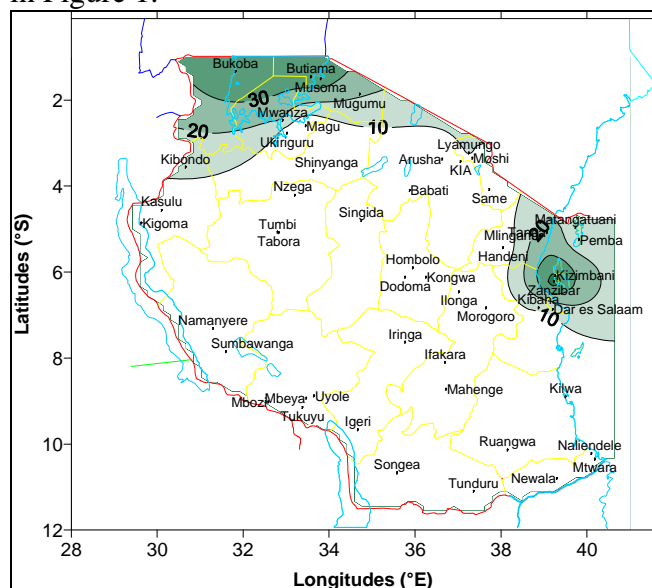 in Figure 1.
Bukoba
Butiama
Musoma
30
Mugumu
2
Mwanza
20
Magu
10
Ukiriguru
Lyamungo
Kibondo
Shinyanga
Arusha
Moshi
KIA
4
Nzega
Babati
Same
Kasulu
Singida
Matangatuani
Kigoma
Tumbi
20
Pemba
Tabora
Handeni
Hombolo
6
Dodoma
Kongwa
Kizimbani
Ilonga
Zanzibar
Kibaha
Morogoro
Dar es Salaam
10
Namanyere
Iringa
Sumbawanga
Ifakara
8
Mbozi
Mbeya
Uyole
Mahenge
Kilwa
Tukuyu
Igeri
10
Ruangwa
Naliendele
Songea
Newala
Mtwara
Tunduru
12
28 30 32 34 36 38 40
Latitudes (°S)
Longitudes (°E)